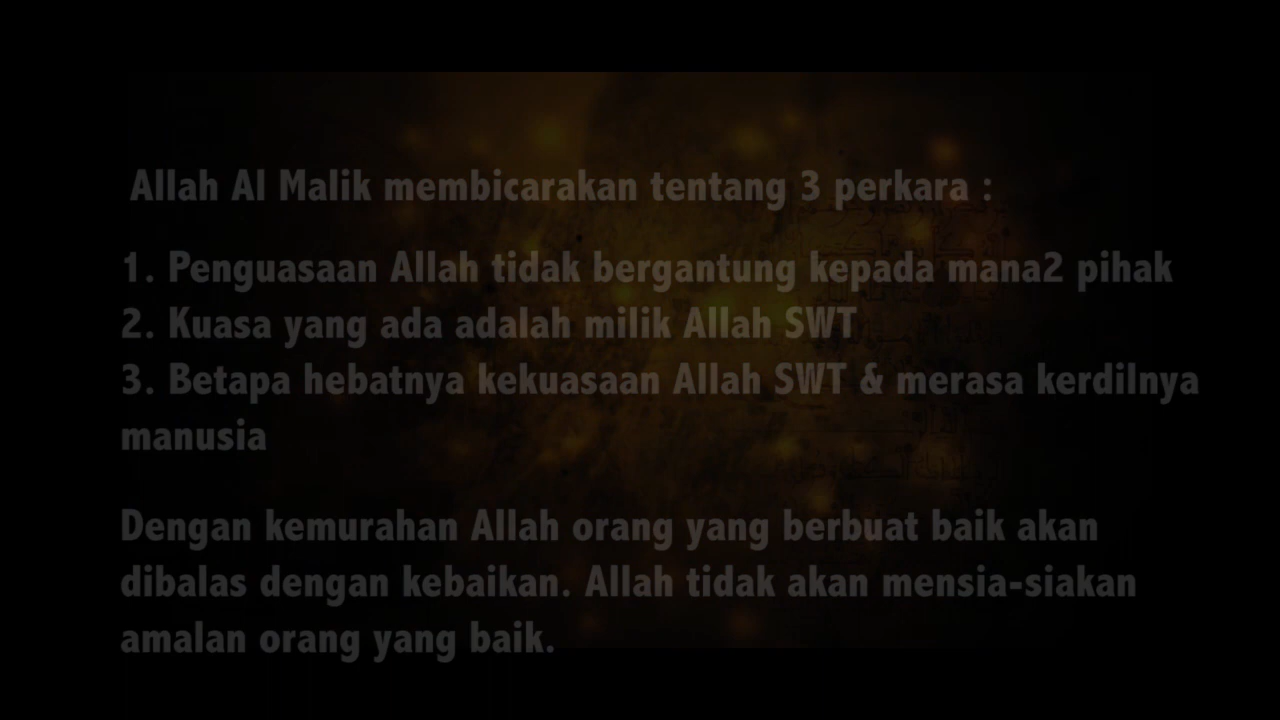 Allah Al Malik membicarakan tentang 3 perkara :
1. Penguasaan Allah tidak bergantung kepada mana2 pihak
2. Kuasa yang ada adalah milik Allah SWT
3. Betapa hebatnya kekuasaan Allah SWT & merasa kerdilnya
manusia
Dengan kemurahan Allah orang yang berbuat baik akan
dibalas dengan kebaikan. Allah tidak akan mensia-siakan
amalan orang yang baik.